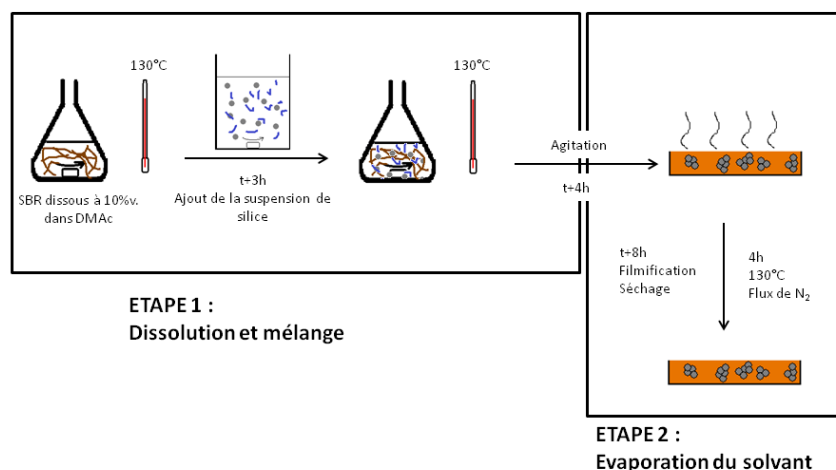 130°C
130°C
SBR dissous à 10%v.
dans DMAc
t+3h
Ajout de la suspension de
silice
Agitation
t+4h
t+8h
Filmification
Séchage
4h
130°C
Flux de N₂
ETAPE 1 :
Dissolution et mélange
ETAPE 2 :
Evaporation du solvant